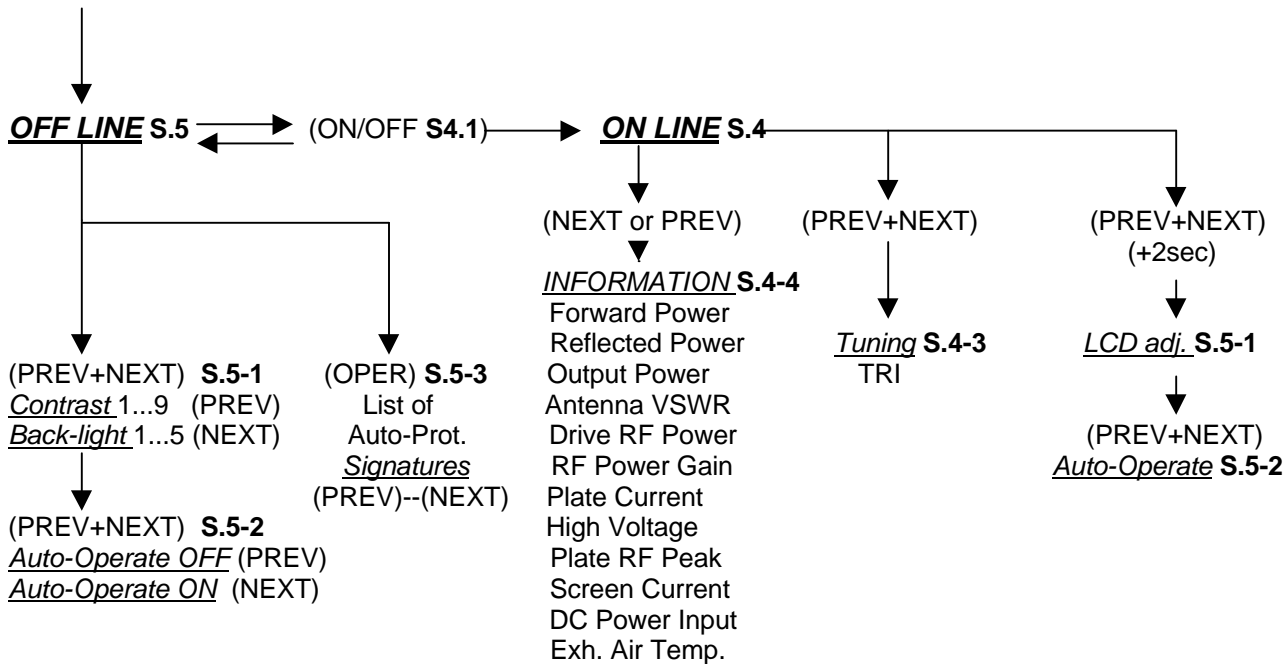 OFF LINE S.5 (ON/OFF S4.1) ON LINE S.4
(NEXT or PREV) (PREV+NEXT) (PREV+NEXT)
(+2sec)
INFORMATION S.4-4
Forward Power
Reflected Power
Output Power
Antenna VSWR
Drive RF Power
RF Power Gain
Plate Current
High Voltage
Plate RF Peak
Screen Current
DC Power Input
Exh. Air Temp.
Tuning S.4-3
TRI
LCD adj. S.5-1
(PREV+NEXT)
Auto-Operate S.5-2
(PREV+NEXT) S.5-1
Contrast 1...9 (PREV)
Back-light 1...5 (NEXT)
(PREV+NEXT) S.5-2
Auto-Operate OFF (PREV)
Auto-Operate ON (NEXT)
(OPER) S.5-3
List of
Auto-Prot.
Signatures
(PREV)--(NEXT)